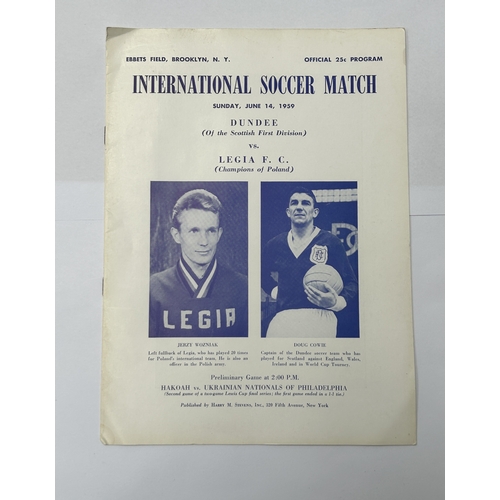 EBBETS FIELD, BROOKLYN, N. Y. OFFICIAL 25c PROGRAM
INTERNATIONAL SOCCER MATCH
SUNDAY, JUNE 14, 1959
DUNDEE
(Of the Scottish First Division)
vs.
LEGIA F. C.
(Champions of Poland)
LEGIA
JERZY WOZNIAK
Left fullback of Legia, who has played 20 times
for Poland's international team. He is also an
officer in the Polish army.
DOUG COWIE
Captain of the Dundee soccer team who has
played for Scotland against England, Wales,
Ireland and in World Cup Tourney.
Preliminary Game at 2:00 P.M.
HAKOAH vs. UKRAINIAN NATIONALS OF PHILADELPHIA
(Second game of a two-game Lewis Cup final series; the first game ended in a 1-1 tie.)
Published by HARRY M. STEVENS, INC., 320 Fifth Avenue, New York